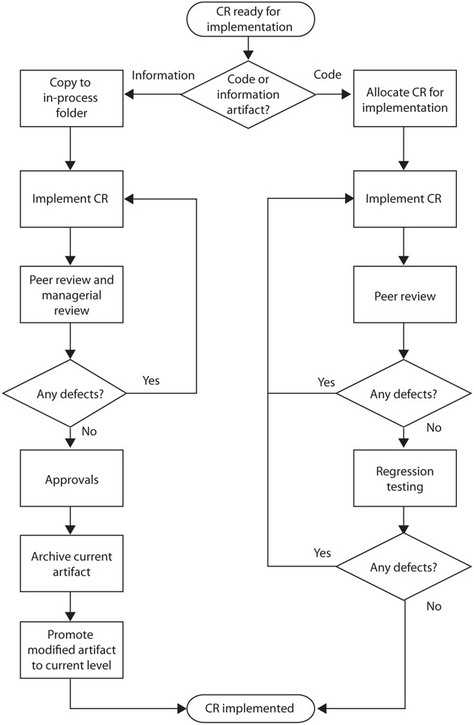 CR ready for
implementation
Information
Code or
information
artifact?
Code
Copy to
in-process
folder
Allocate CR for
implementation
Implement CR
Implement CR
Peer review and
managerial
review
Peer review
Any defects?
Yes
No
Yes
Any defects?
No
Approvals
Regression
testing
Archive current
artifact
Yes
Any defects?
No
Promote
modified artifact
to current level
CR implemented